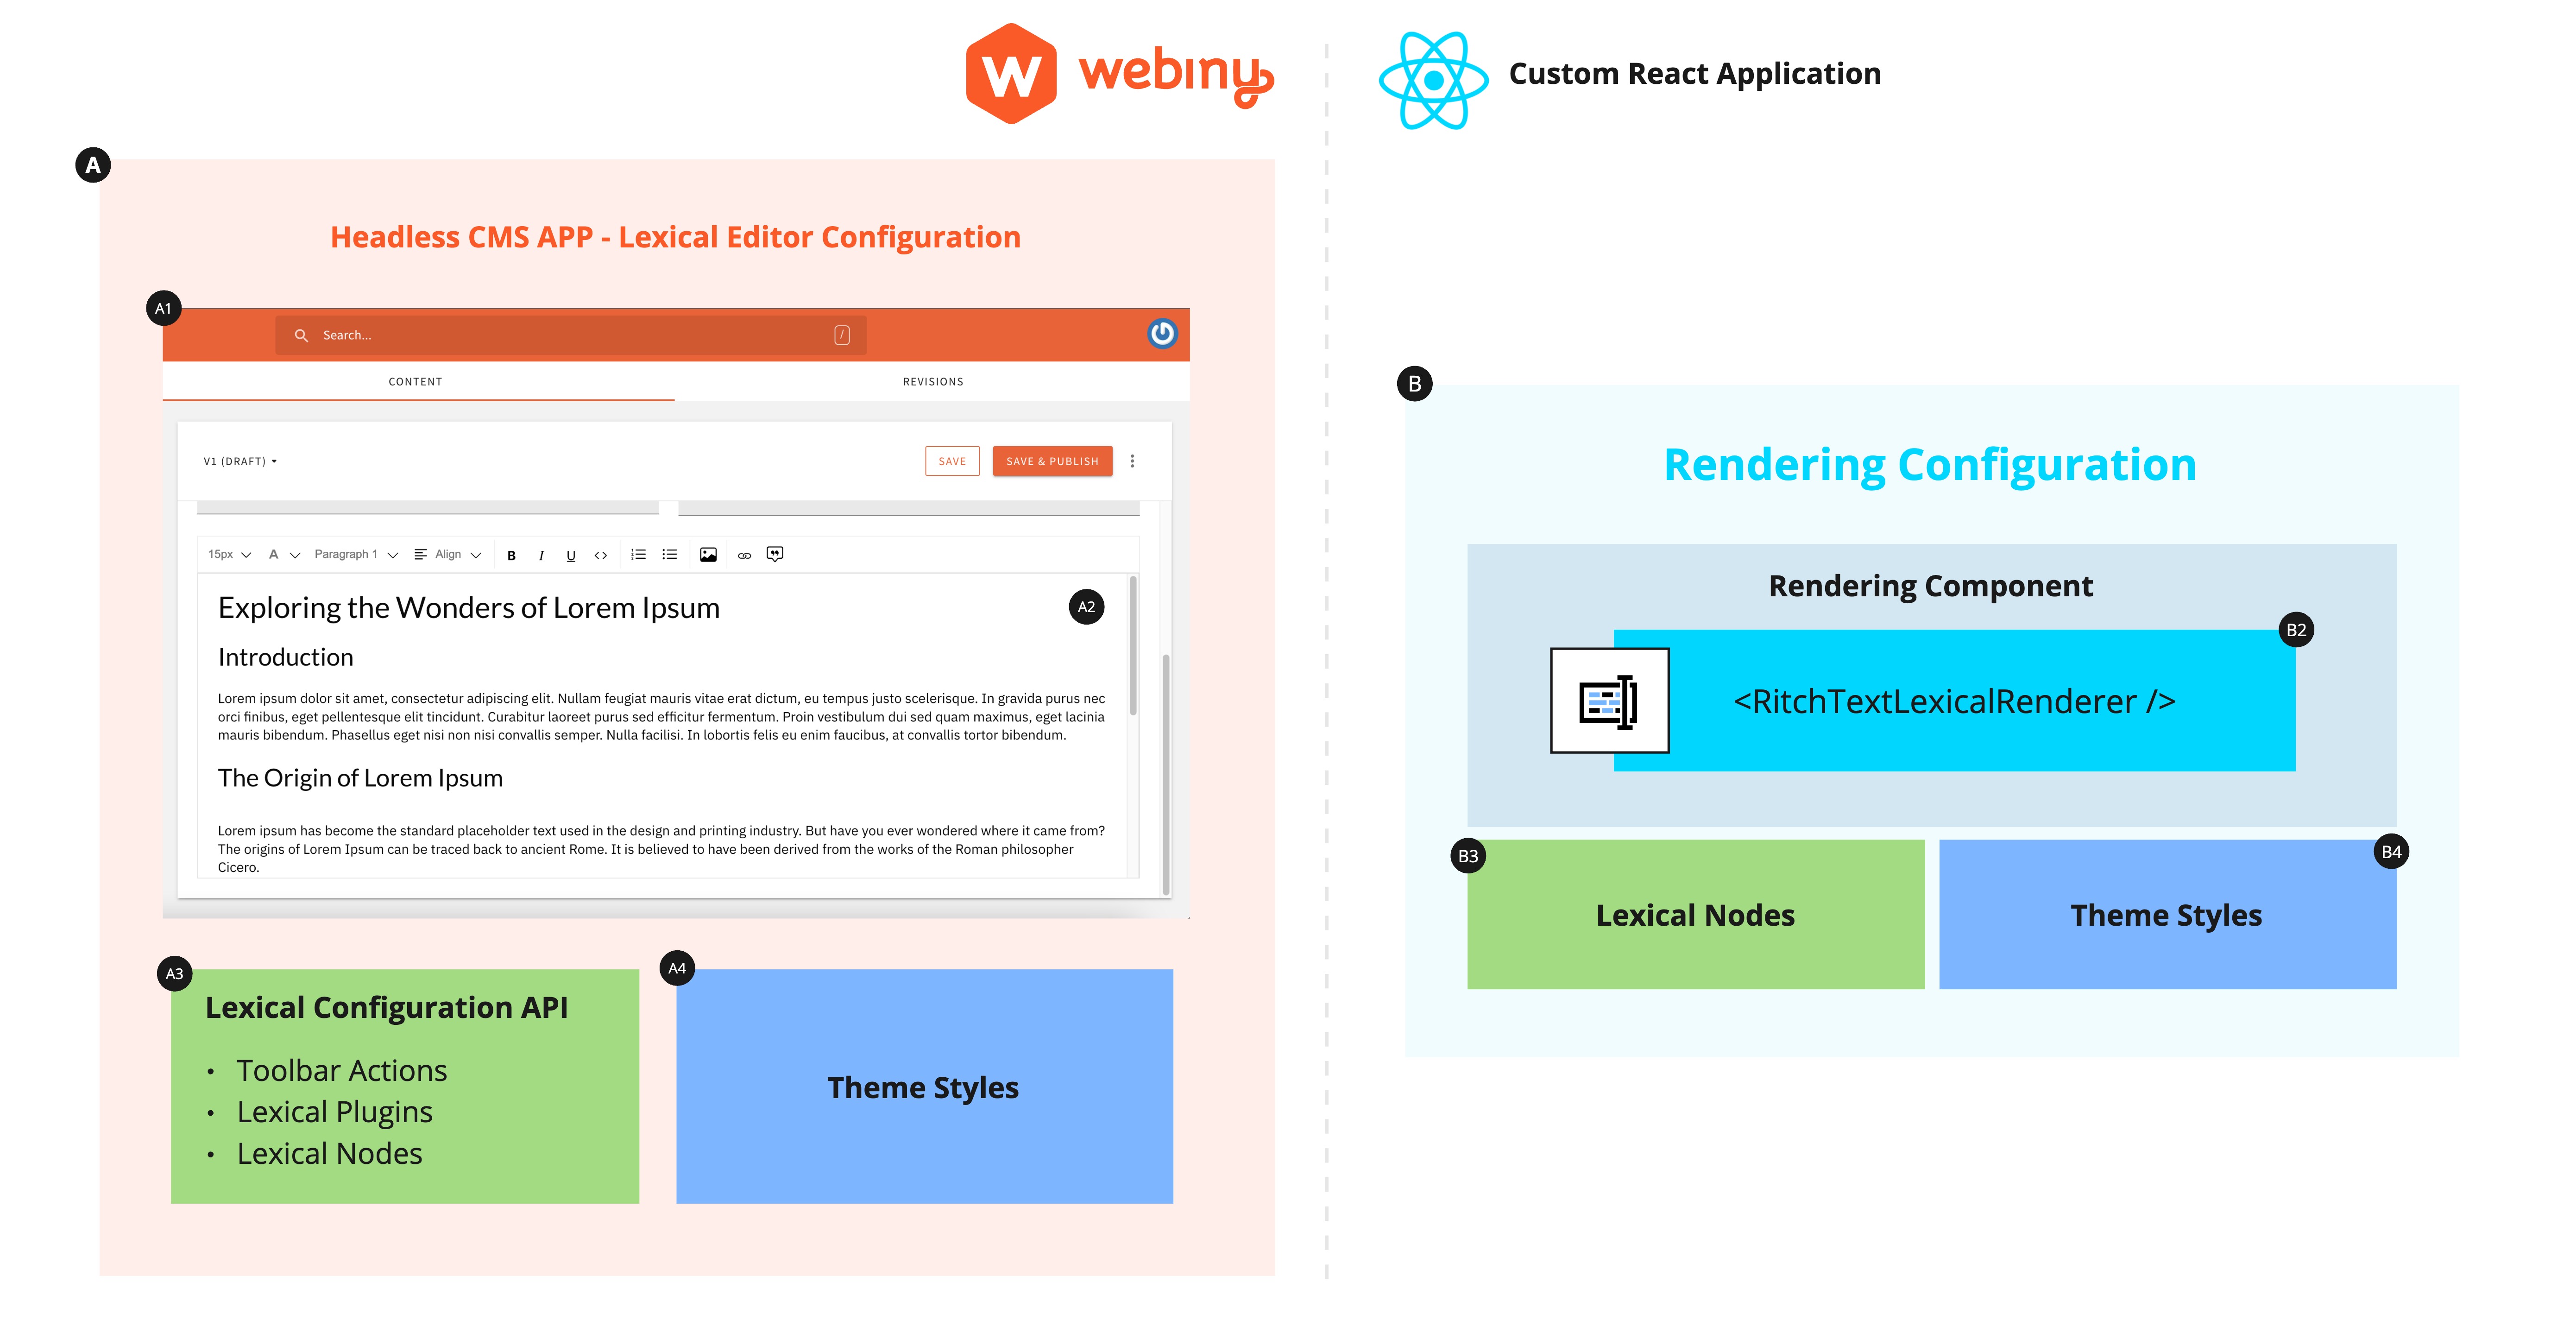 W webiny
Custom React Application
A
Headless CMS APP - Lexical Editor Configuration
A1
Search...
/
CONTENT
REVISIONS
V1 (DRAFT)
SAVE
SAVE & PUBLISH
15px
A
Paragraph 1
Align
B
I
U
<>
Exploring the Wonders of Lorem Ipsum
A2
Introduction
Lorem ipsum dolor sit amet, consectetur adipiscing elit. Nullam feugiat mauris vitae erat dictum, eu tempus justo scelerisque. In gravida purus nec
orci finibus, eget pellentesque elit tincidunt. Curabitur laoreet purus sed efficitur fermentum. Proin vestibulum dui sed quam maximus, eget lacinia
mauris bibendum. Phasellus eget nisi non nisi convallis semper. Nulla facilisi. In lobortis felis eu enim faucibus, at convallis tortor bibendum.
The Origin of Lorem Ipsum
Lorem ipsum has become the standard placeholder text used in the design and printing industry. But have you ever wondered where it came from?
The origins of Lorem Ipsum can be traced back to ancient Rome. It is believed to have been derived from the works of the Roman philosopher
Cicero.
A3
Lexical Configuration API
• Toolbar Actions
• Lexical Plugins
• Lexical Nodes
A4
Theme Styles
B
Rendering Configuration
Rendering Component
B2
<RitchTextLexicalRenderer />
B3
Lexical Nodes
B4
Theme Styles